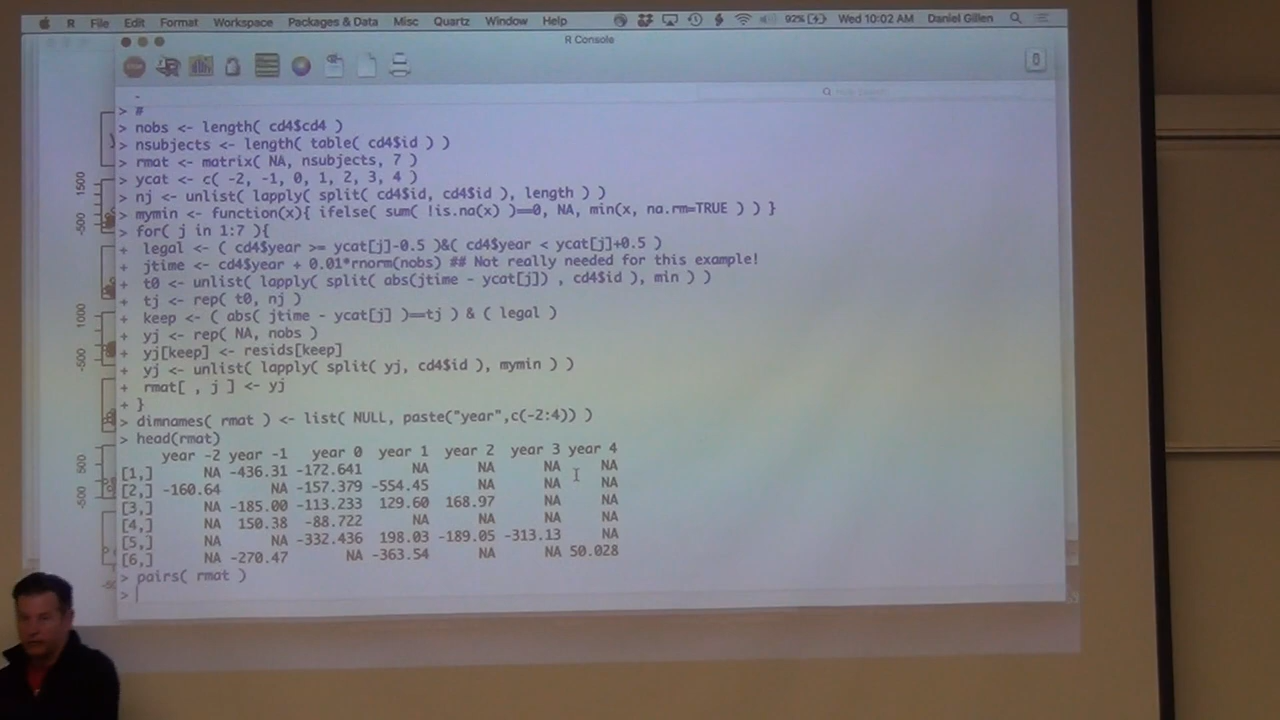 R File Edit Format Workspace Packages & Data Misc Quartz Window Help 92% Wed 10:02 AM Daniel Gillen
R Console
> #
> nobs <- length( cd4$cd4 )
> nsubjects <- length( table( cd4$id ) )
> rmat <- matrix( NA, nsubjects, 7 )
> ycat <- c( -2, -1, 0, 1, 2, 3, 4 )
> nj <- unlist( lapply( split( cd4$id, cd4$id ), length ) )
> mymin <- function(x){ ifelse( sum( !is.na(x) )==0, NA, min(x, na.rm=TRUE ) ) }
> for( j in 1:7 ){
+ legal <- ( cd4$year >= ycat[j]-0.5 )&( cd4$year < ycat[j]+0.5 )
+ jtime <- cd4$year + 0.01*rnorm(nobs) ## Not really needed for this example!
+ t0 <- unlist( lapply( split( abs(jtime - ycat[j]) , cd4$id ), min ) )
+ tj <- rep( t0, nj )
+ keep <- ( abs( jtime - ycat[j] )==tj ) & ( legal )
+ yj <- rep( NA, nobs )
+ yj[keep] <- resids[keep]
+ yj <- unlist( lapply( split( yj, cd4$id ), mymin ) )
+ rmat[ , j ] <- yj
+ }
> dimnames( rmat ) <- list( NULL, paste("year",c(-2:4)) )
> head(rmat)
year -2 year -1 year 0 year 1 year 2 year 3 year 4
[1,] NA -436.31 -172.641 NA NA NA NA
[2,] -160.64 NA -157.379 -554.45 NA NA NA
[3,] NA -185.00 -113.233 129.60 168.97 NA NA
[4,] NA 150.38 -88.722 NA NA NA NA
[5,] NA NA -332.436 198.03 -189.05 -313.13 NA
[6,] NA -270.47 NA -363.54 NA NA 50.028
> pairs( rmat )
>
1500
-500
1000
-500
500
-500